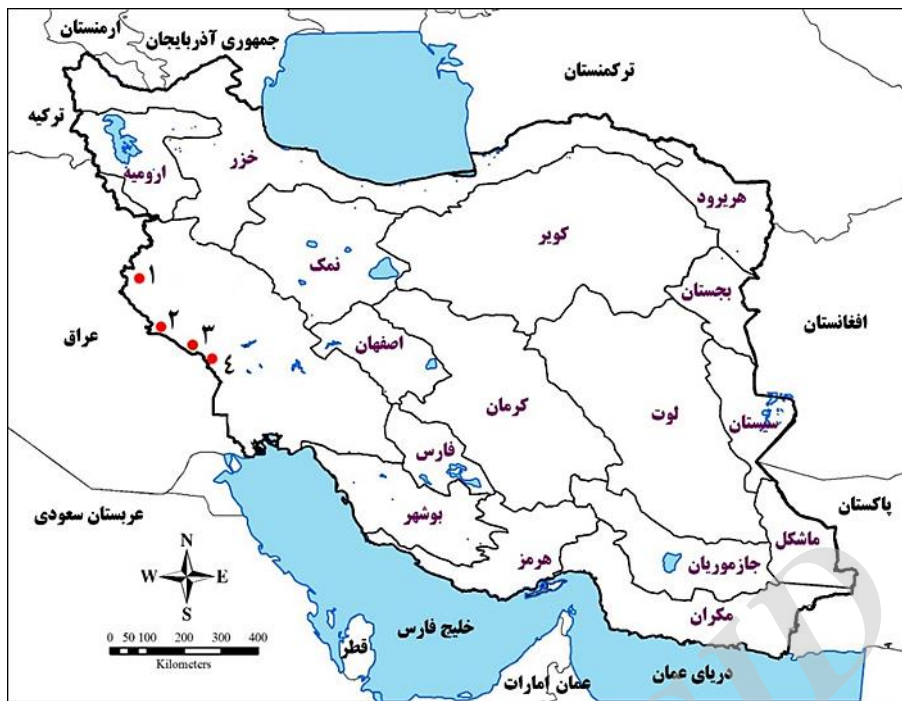 ارمنستان
جمهوری آذربایجان
ترکمنستان
ترکیه
خزر
ارومیه
هریرود
کویر
نمک
بجستان
۱
افغانستان
۲
عراق
۳
اصفهان
٤
کرمان
لوت
سیستان
فارس
پاکستان
عربستان سعودی
بوشهر
ماشکل
هرمز
جازموریان
مکران
N
W E
S
خلیج فارس
قطر
0 50 100 200 300 400
Kilometers
دریای عمان
عمان امارات